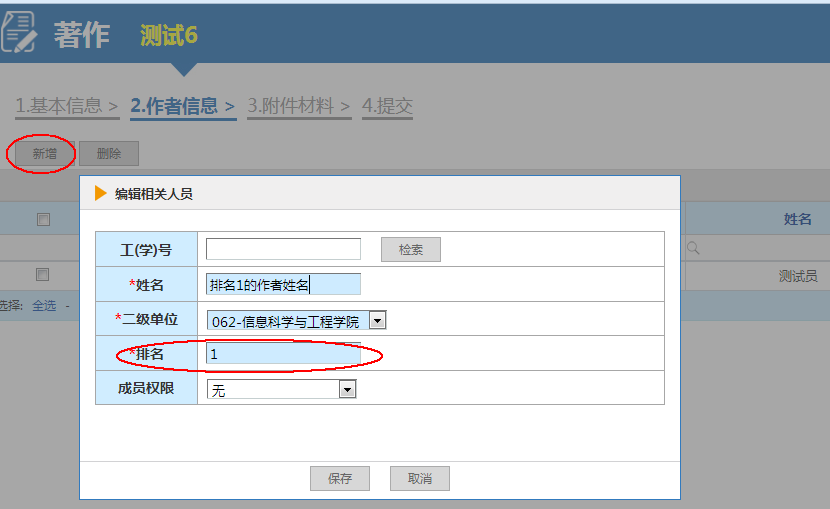 著作 测试6
1.基本信息 > 2.作者信息 > 3.附件材料 > 4.提交
新增 删除
编辑相关人员
姓名
工(学)号 检索
*姓名 排名1的作者姓名
测试员
选择: 全选 -
*二级单位 062-信息科学与工程学院
*排名 1
成员权限 无
保存 取消